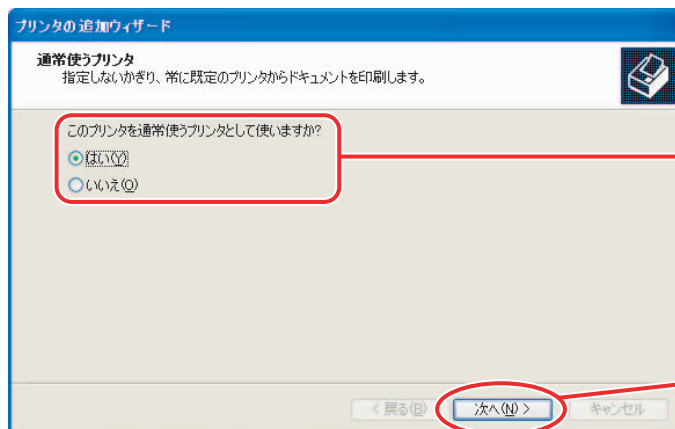 プリンタの追加ウィザード
通常使うプリンタ
指定しないかぎり、常に既定のプリンタからドキュメントを印刷します。
このプリンタを通常使うプリンタとして使いますか?
はい(Y)
いいえ(O)
< 戻る(B) 次へ(N) > キャンセル